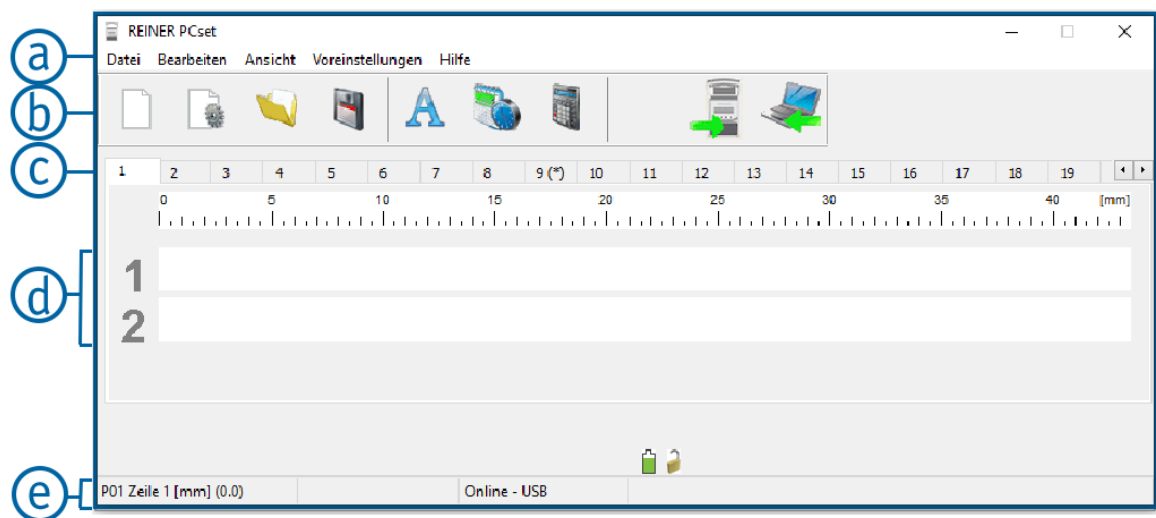 REINER PCset
a
Datei Bearbeiten Ansicht Voreinstellungen Hilfe
b
A
c
1 2 3 4 5 6 7 8 9 (*) 10 11 12 13 14 15 16 17 18 19
0 5 10 15 20 25 30 35 40 [mm]
d
1
2
e
P01 Zeile 1 [mm] (0.0) Online - USB